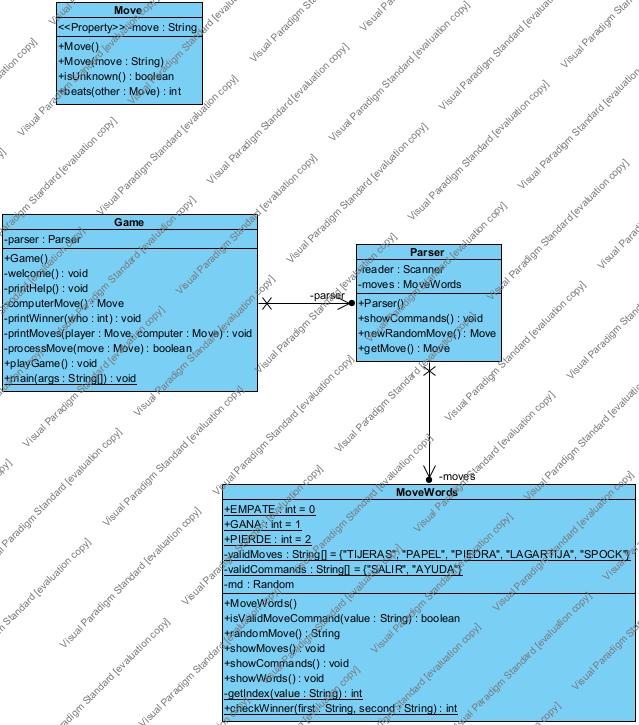 Move
<<Property>> -move : String
+Move()
+Move(move : String)
+isUnknown() : boolean
+beats(other : Move) : int
Game
-parser : Parser
+Game()
-welcome() : void
-printHelp() : void
-computerMove() : Move
-printWinner(who : int) : void
-printMoves(player : Move, computer : Move) : void
-processMove(move : Move) : boolean
+playGame() : void
+main(args : String[]) : void
-parser
Parser
-reader : Scanner
-moves : MoveWords
+Parser()
+showCommands() : void
+newRandomMove() : Move
+getMove() : Move
-moves
MoveWords
+EMPATE : int = 0
+GANA : int = 1
+PIERDE : int = 2
-validMoves : String[] = {"TIJERAS", "PAPEL", "PIEDRA", "LAGARTIJA", "SPOCK"}
-validCommands : String[] = {"SALIR", "AYUDA"}
-rnd : Random
+MoveWords()
+isValidMoveCommand(value : String) : boolean
+randomMove() : String
+showMoves() : void
+showCommands() : void
+showWords() : void
-getIndex(value : String) : int
+checkWinner(first : String, second : String) : int
Visual Paradigm Standard [evaluation copy]